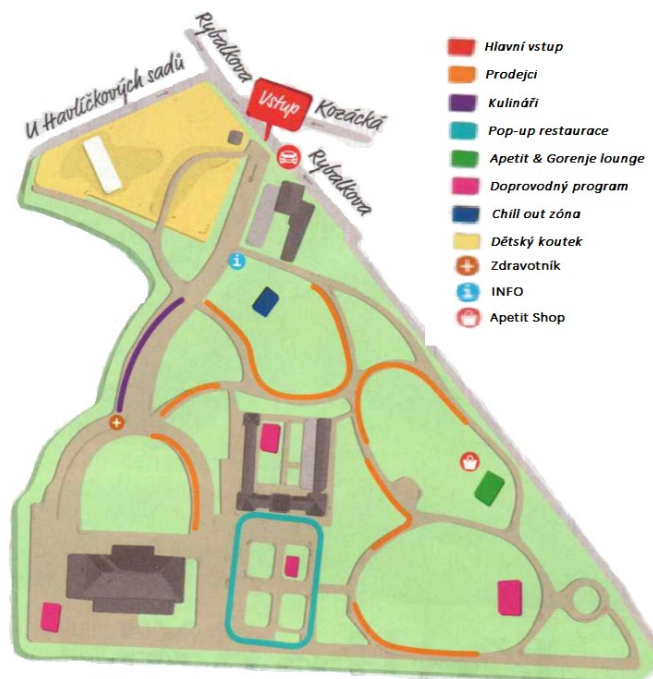 Rybalkova
U Havlíčkových sadů
Vstup
Kozácká
Rybalkova
Hlavní vstup
Prodejci
Kulináři
Pop-up restaurace
Apetit & Gorenje lounge
Doprovodný program
Chill out zóna
Dětský koutek
Zdravotník
INFO
Apetit Shop